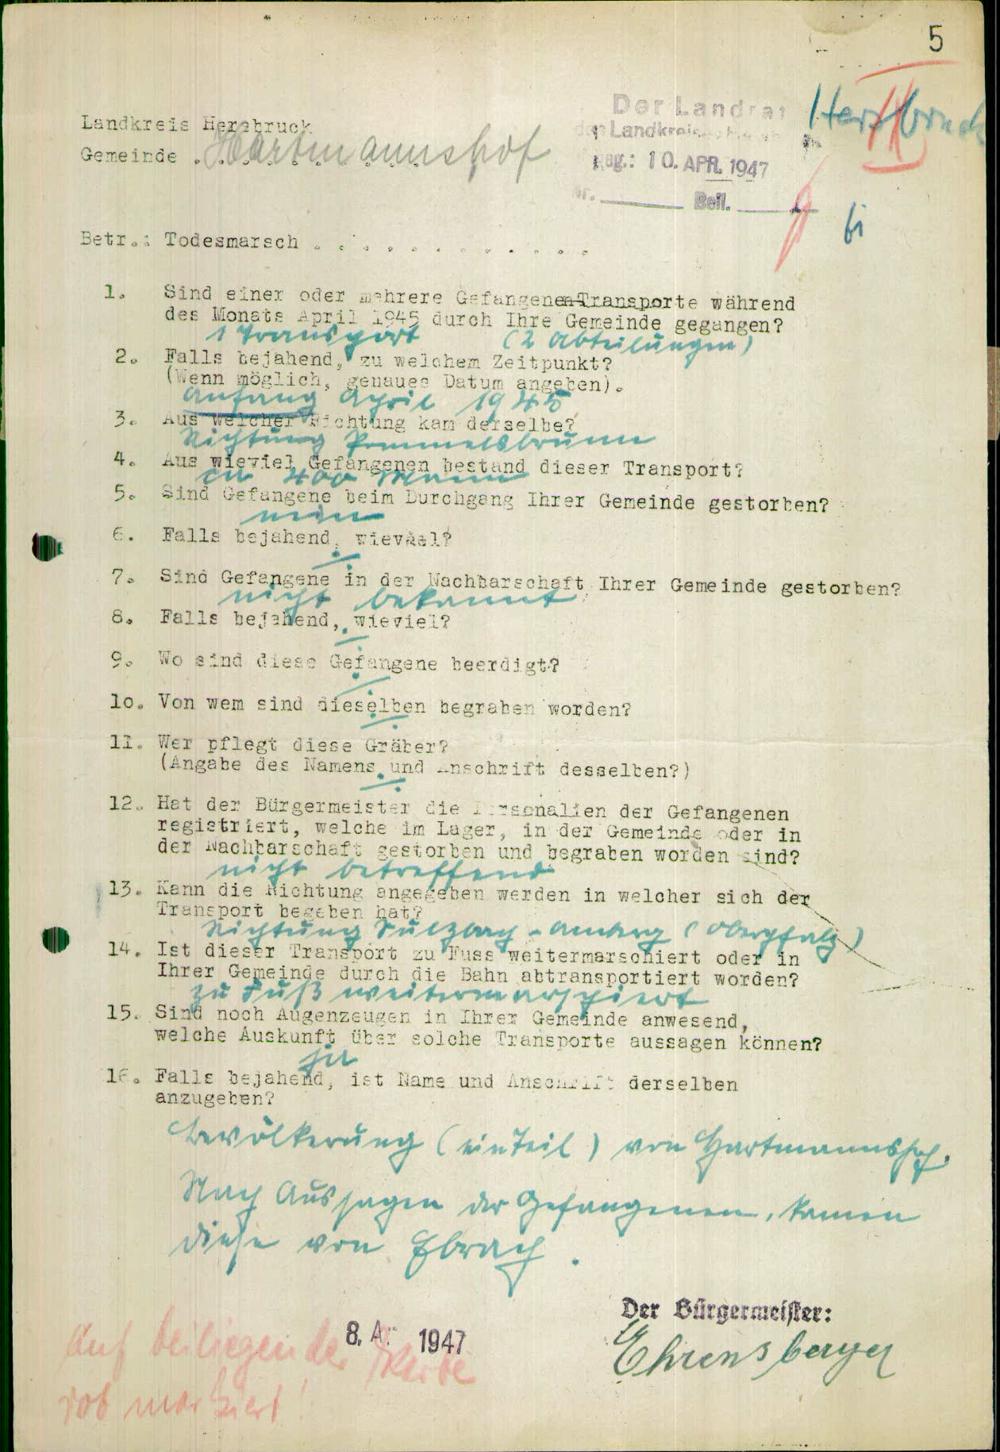 5
Landkreis Hersbruck
Gemeinde . Hartmannshof
Der Landrat
des Landkreises
Eing.: 10. APR. 1947
Nr. ______ Beil. ______
Hersbruck
Betr.: Todesmarsch . . . . . . . . . . . . .
1. Sind einer oder mehrere Gefangenen-Transporte während
des Monats April 1945 durch Ihre Gemeinde gegangen?
1 Transport (2 Abteilungen)
2. Falls bejahend, zu welchem Zeitpunkt?
(Wenn möglich, genaues Datum angeben).
Anfang April 1945
3. Aus welcher Richtung kam derselbe?
Richtung Pommelsbrunn
4. Aus wieviel Gefangenen bestand dieser Transport?
ca 400 Mann
5. Sind Gefangene beim Durchgang Ihrer Gemeinde gestorben?
nein
6. Falls bejahend, wieviel?
7. Sind Gefangene in der Nachbarschaft Ihrer Gemeinde gestorben?
nicht bekannt
8. Falls bejahend, wieviel?
9. Wo sind diese Gefangene beerdigt?
10. Von wem sind dieselben begraben worden?
11. Wer pflegt diese Gräber?
(Angabe des Namens und Anschrift desselben?)
12. Hat der Bürgermeister die Personalien der Gefangenen
registriert, welche im Lager, in der Gemeinde oder in
der Nachbarschaft gestorben und begraben worden sind?
nicht betreffend
13. Kann die Richtung angegeben werden in welcher sich der
Transport begeben hat?
Richtung Sulzbach - Amberg (Oberpfalz)
14. Ist dieser Transport zu Fuss weitermarschiert oder in
Ihrer Gemeinde durch die Bahn abtransportiert worden?
zu Fuß weitermarschiert
15. Sind noch Augenzeugen in Ihrer Gemeinde anwesend,
welche Auskunft über solche Transporte aussagen können?
ja
16. Falls bejahend, ist Name und Anschrift derselben
anzugeben?
Bevölkerung (ein Teil) von Hartmannshof.
Nach Aussagen der Gefangenen, kamen
diese von Ebrach.
Der Bürgermeister:
8. Apr. 1947
Ehrensberger
Auf beiliegender Karte
rot markiert!